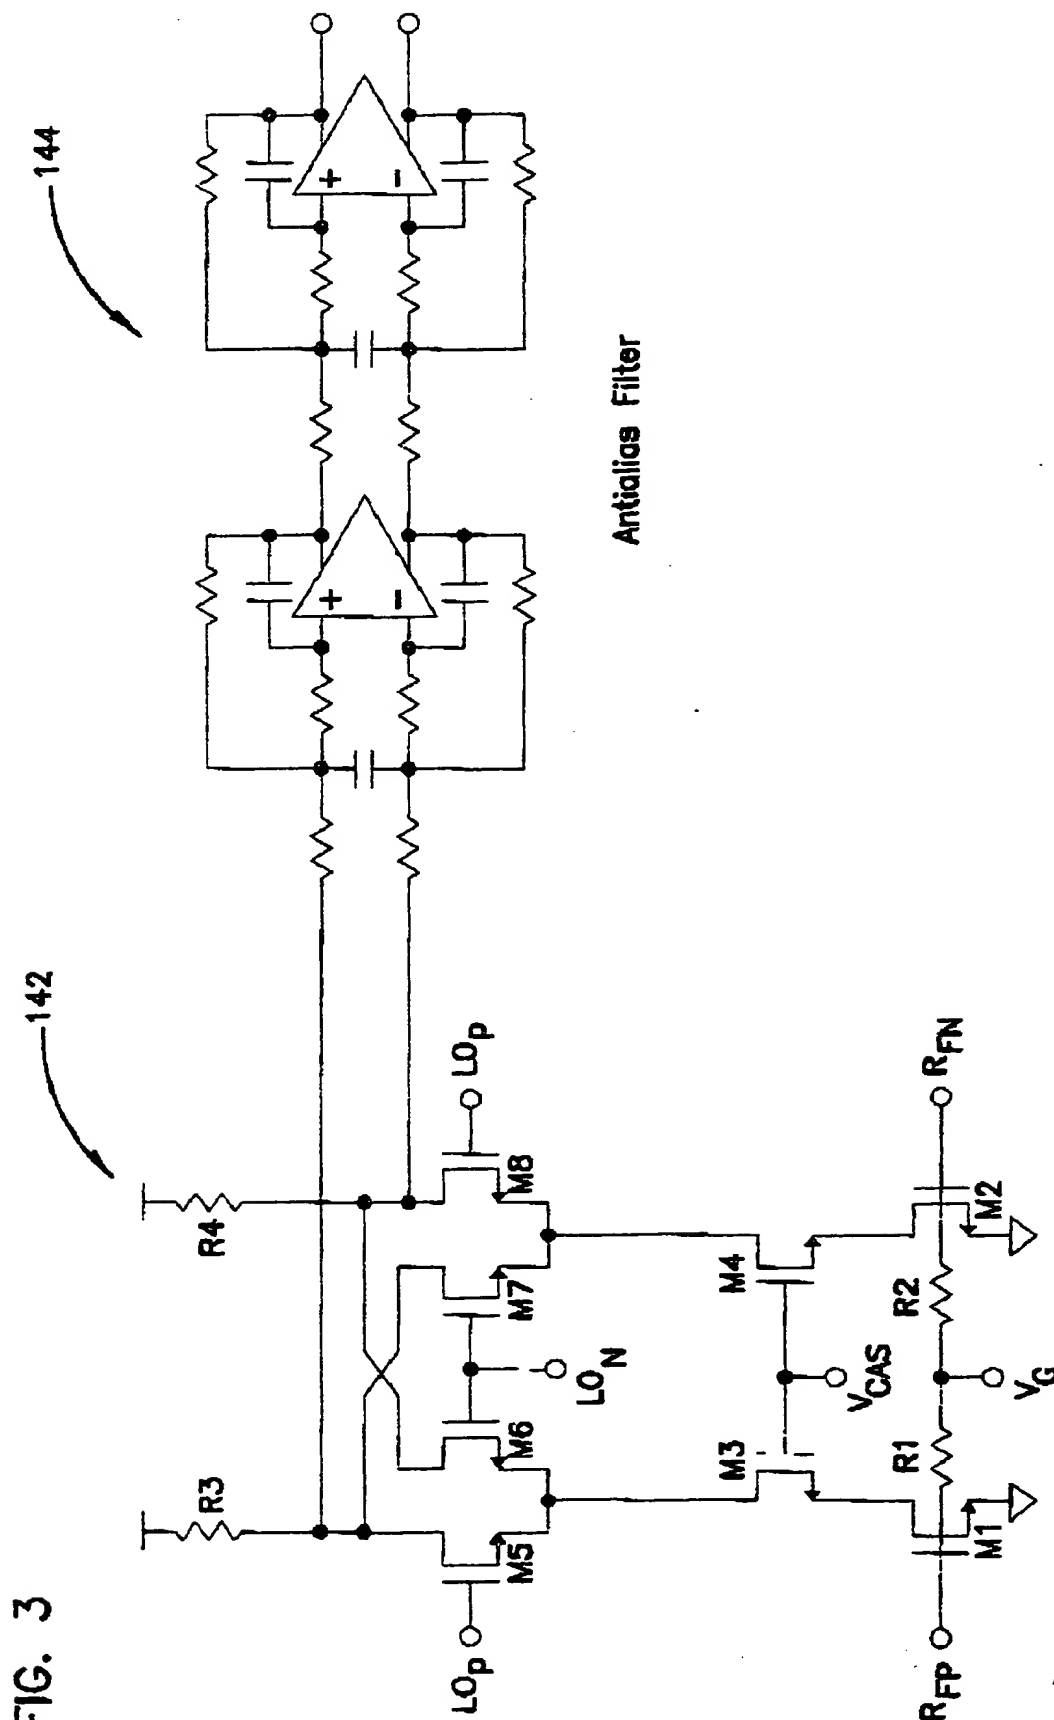 FIG. 3
142
144
R3
R4
LOp
M5
M6
M7
M8
LOp
LON
M3
M4
VCAS
RFP
M1
R1
R2
M2
RFN
VG
+
-
+
-
Antialias Filter